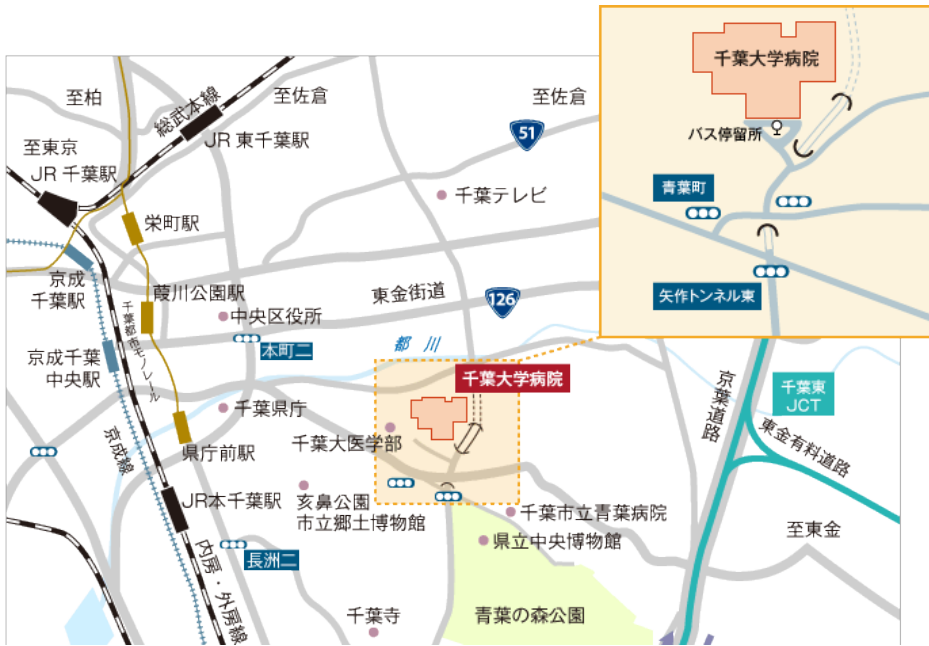 千葉大学病院
バス停留所
青葉町
矢作トンネル東
至柏
総武本線
至佐倉
至佐倉
至東京
JR 東千葉駅
51
JR 千葉駅
千葉テレビ
栄町駅
京成
千葉駅
葭川公園駅
東金街道
126
中央区役所
千葉都市モノレール
本町二
都川
京成千葉
中央駅
千葉大学病院
京葉道路
千葉東
JCT
千葉県庁
千葉大医学部
東金有料道路
京成線
県庁前駅
JR本千葉駅
亥鼻公園
市立郷土博物館
千葉市立青葉病院
至東金
県立中央博物館
長洲二
内房・外房線
千葉寺
青葉の森公園